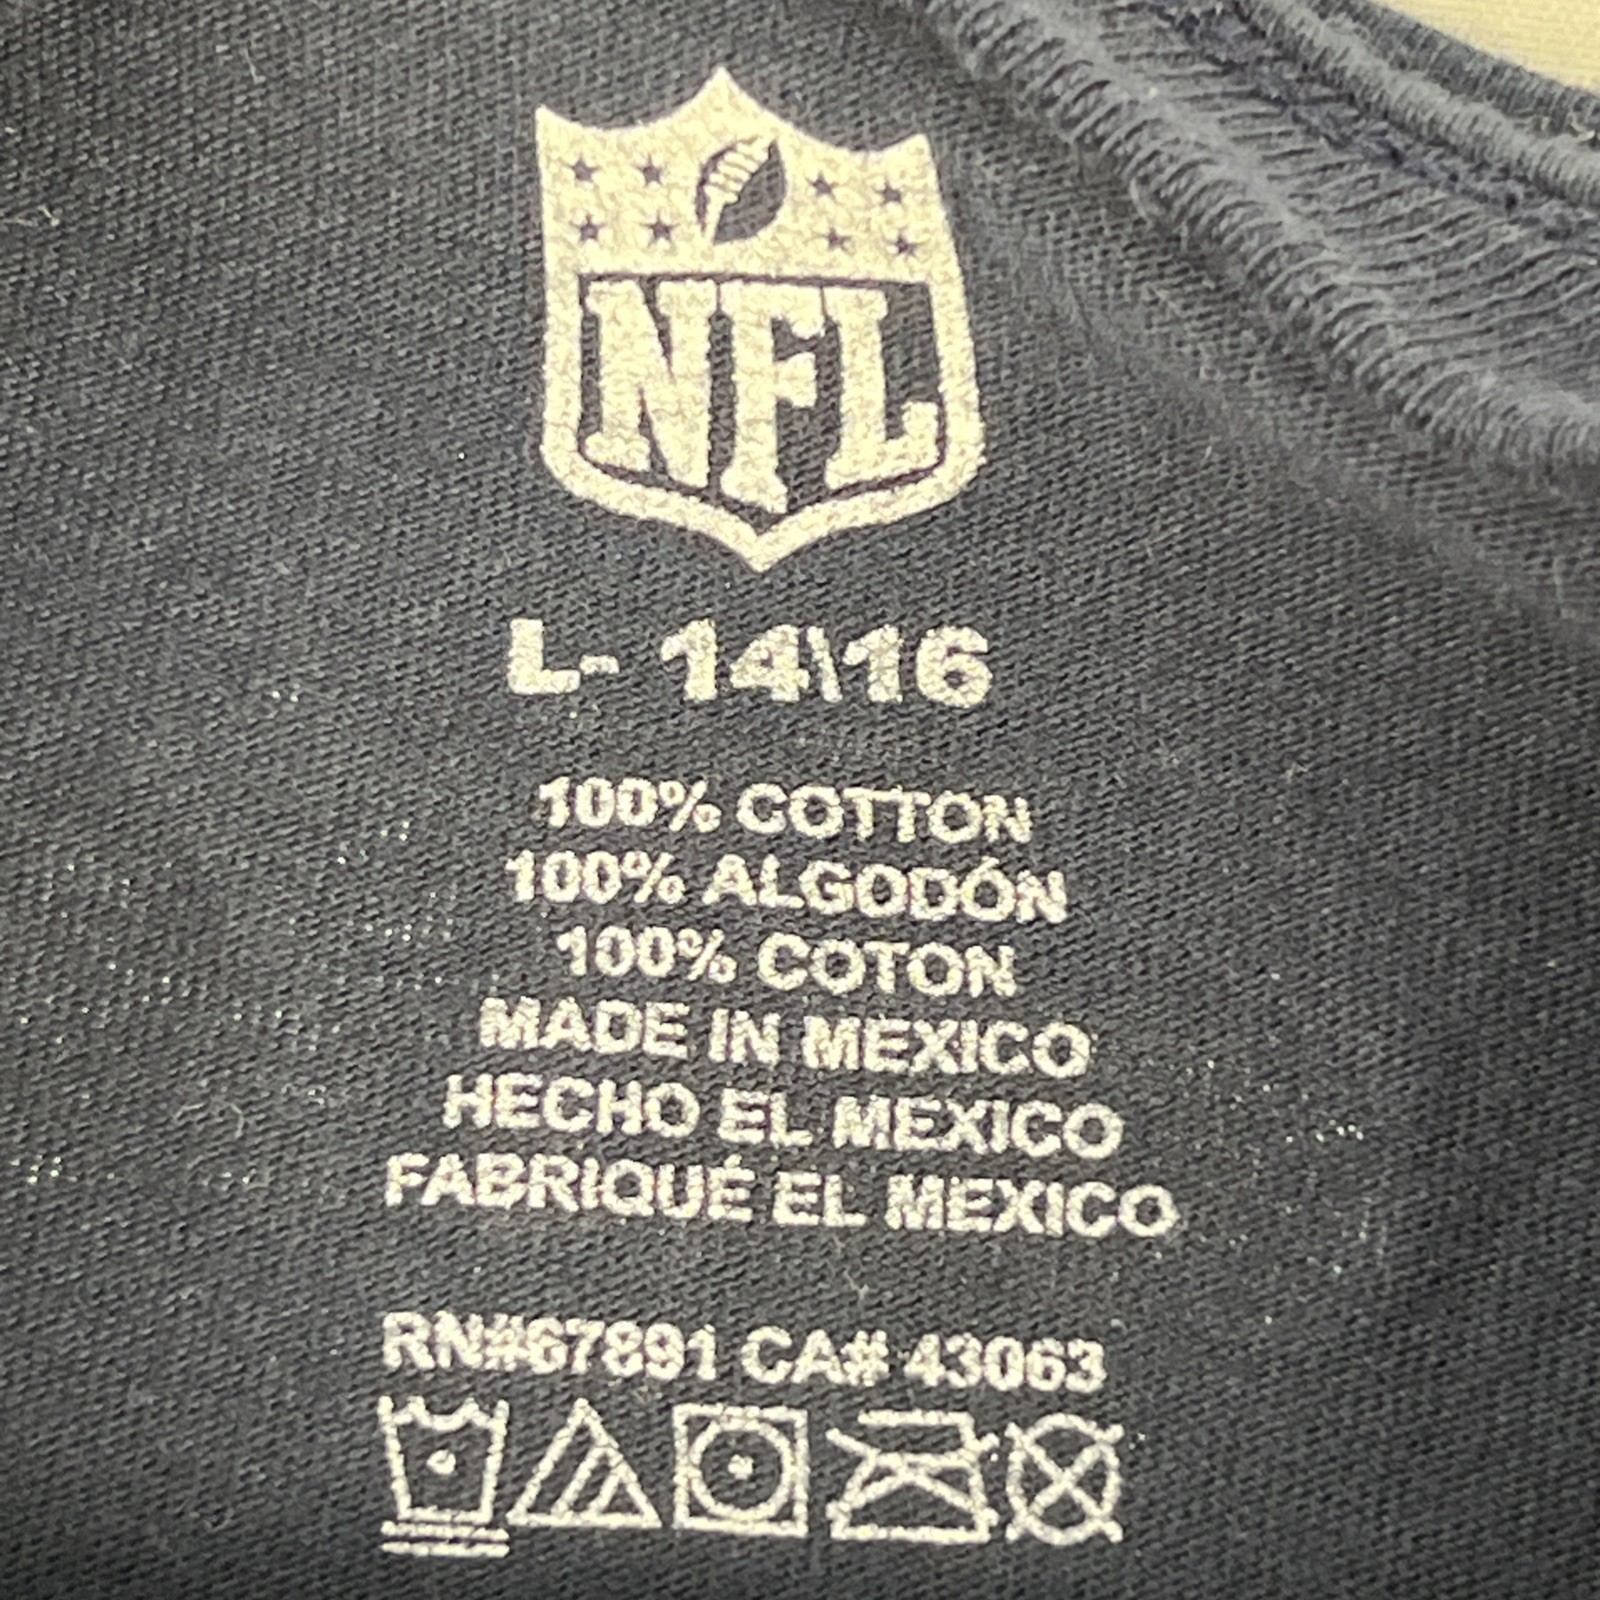 NFL
L- 14\16
100% COTTON
100% ALGODÓN
100% COTON
MADE IN MEXICO
HECHO EL MEXICO
FABRIQUÉ EL MEXICO
RN#67891 CA# 43063